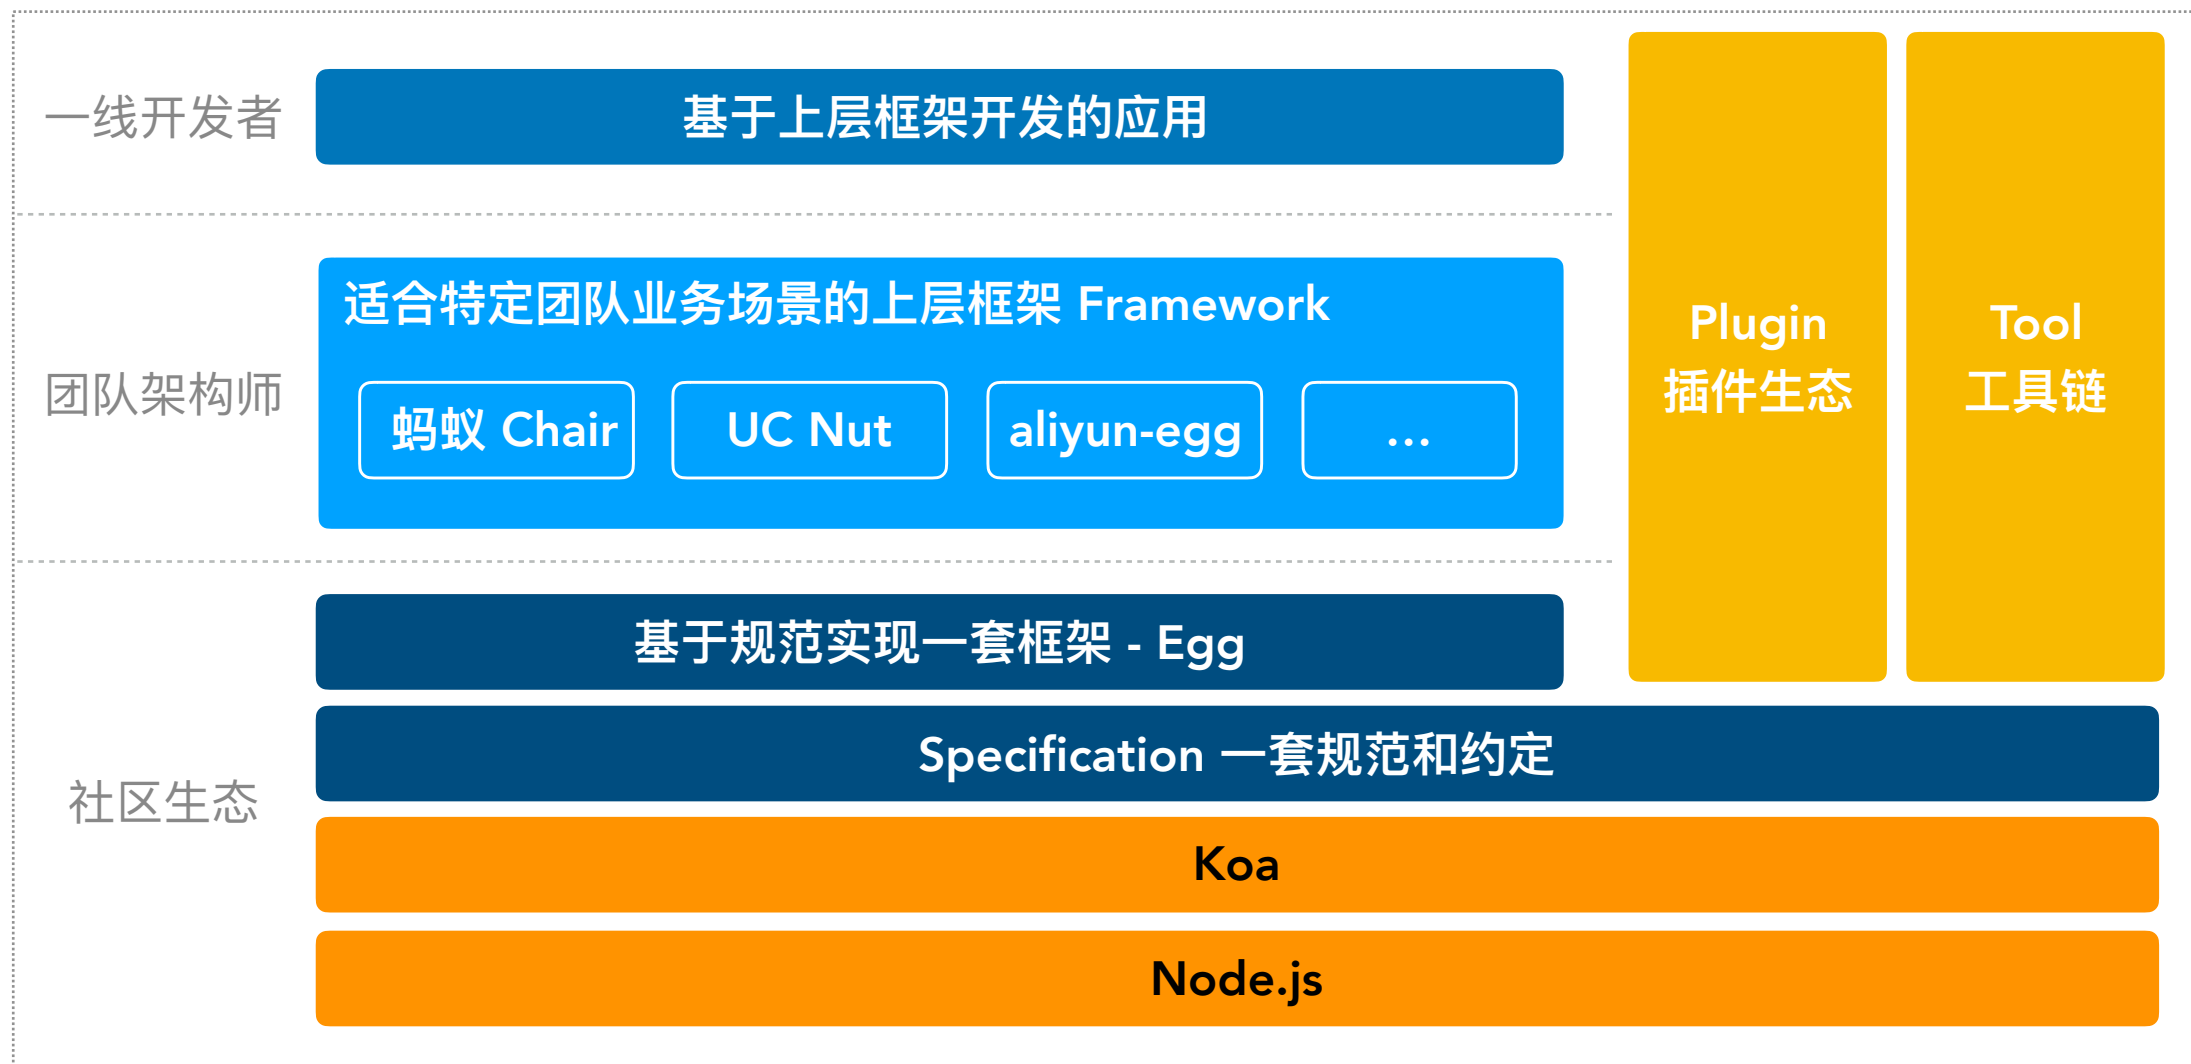 一线开发者
基于上层框架开发的应用
团队架构师
适合特定团队业务场景的上层框架 Framework
蚂蚁 Chair
UC Nut
aliyun-egg
...
Plugin
插件生态
Tool
工具链
社区生态
基于规范实现一套框架 - Egg
Specification 一套规范和约定
Koa
Node.js